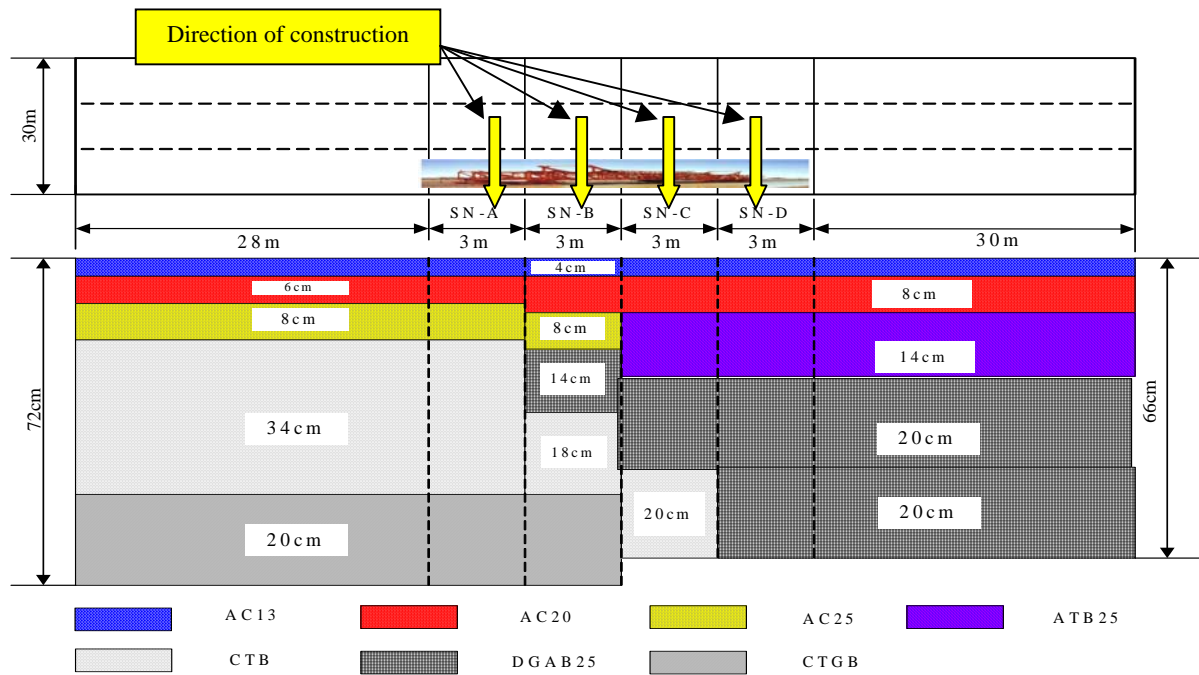 Direction of construction
30m
SN-A SN-B SN-C SN-D
28m 3m 3m 3m 3m 30m
4cm
6cm 8cm
8cm 8cm
14cm 14cm
72cm 66cm
34cm 18cm 20cm
20cm 20cm 20cm
AC13 AC20 AC25 ATB25
CTB DGAB25 CTGB